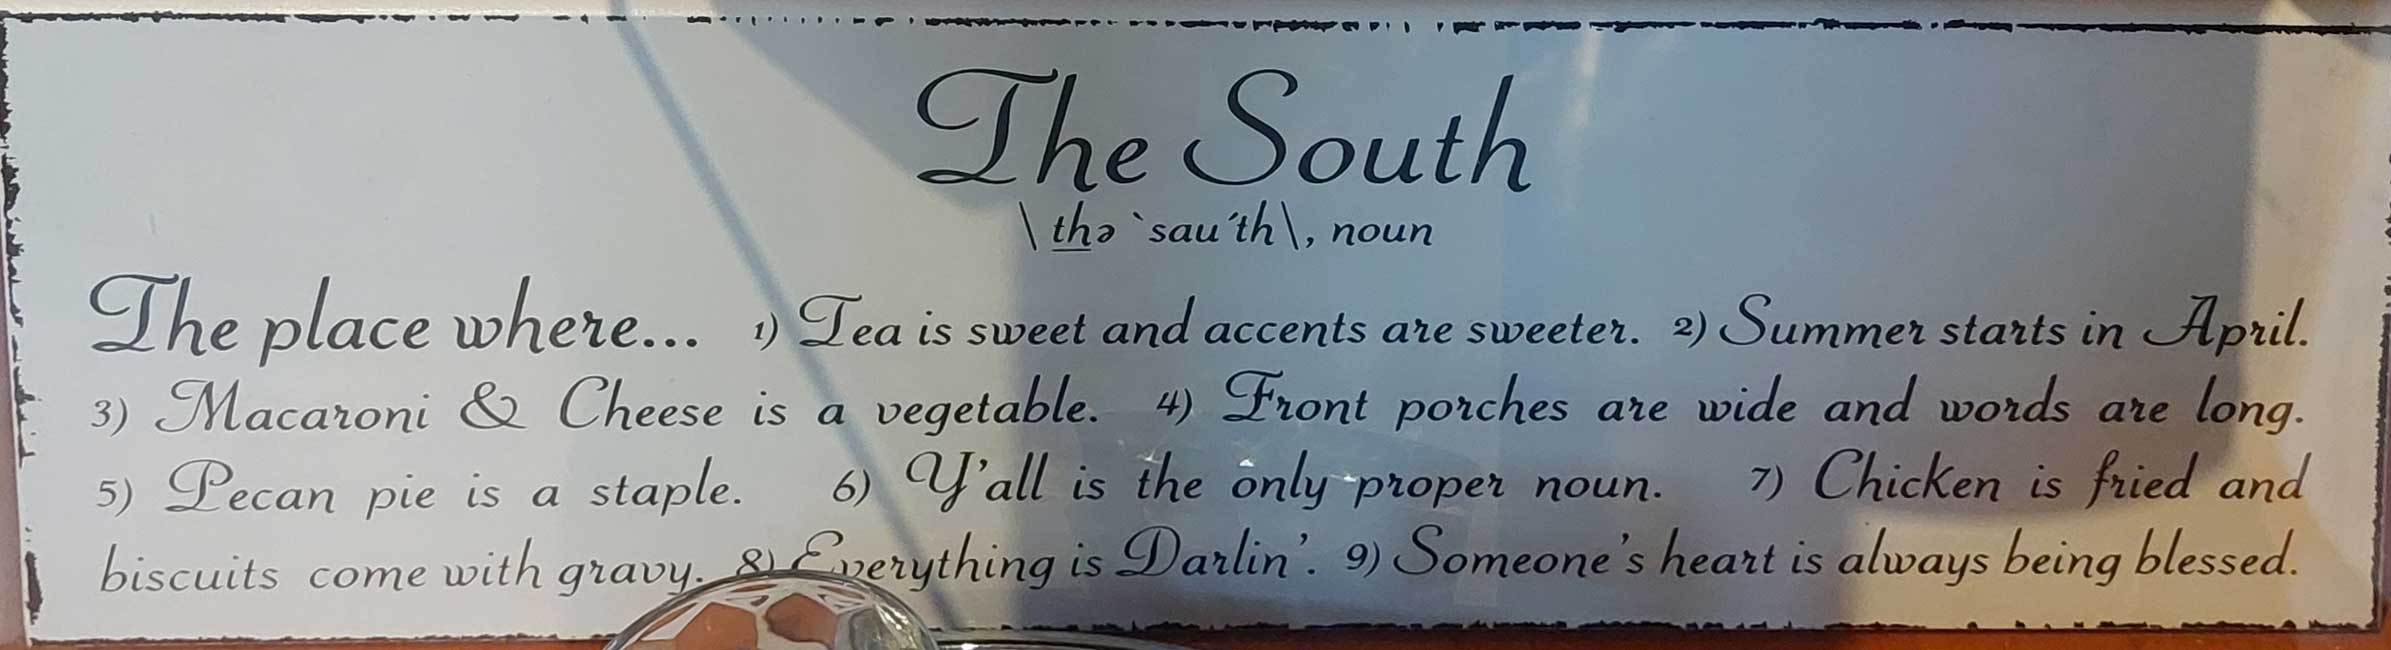 The South
\ thə `sau´th\, noun
The place where... 1) Tea is sweet and accents are sweeter. 2) Summer starts in April.
3) Macaroni & Cheese is a vegetable. 4) Front porches are wide and words are long.
5) Pecan pie is a staple. 6) Y'all is the only proper noun. 7) Chicken is fried and
biscuits come with gravy. 8) Everything is Darlin'. 9) Someone's heart is always being blessed.